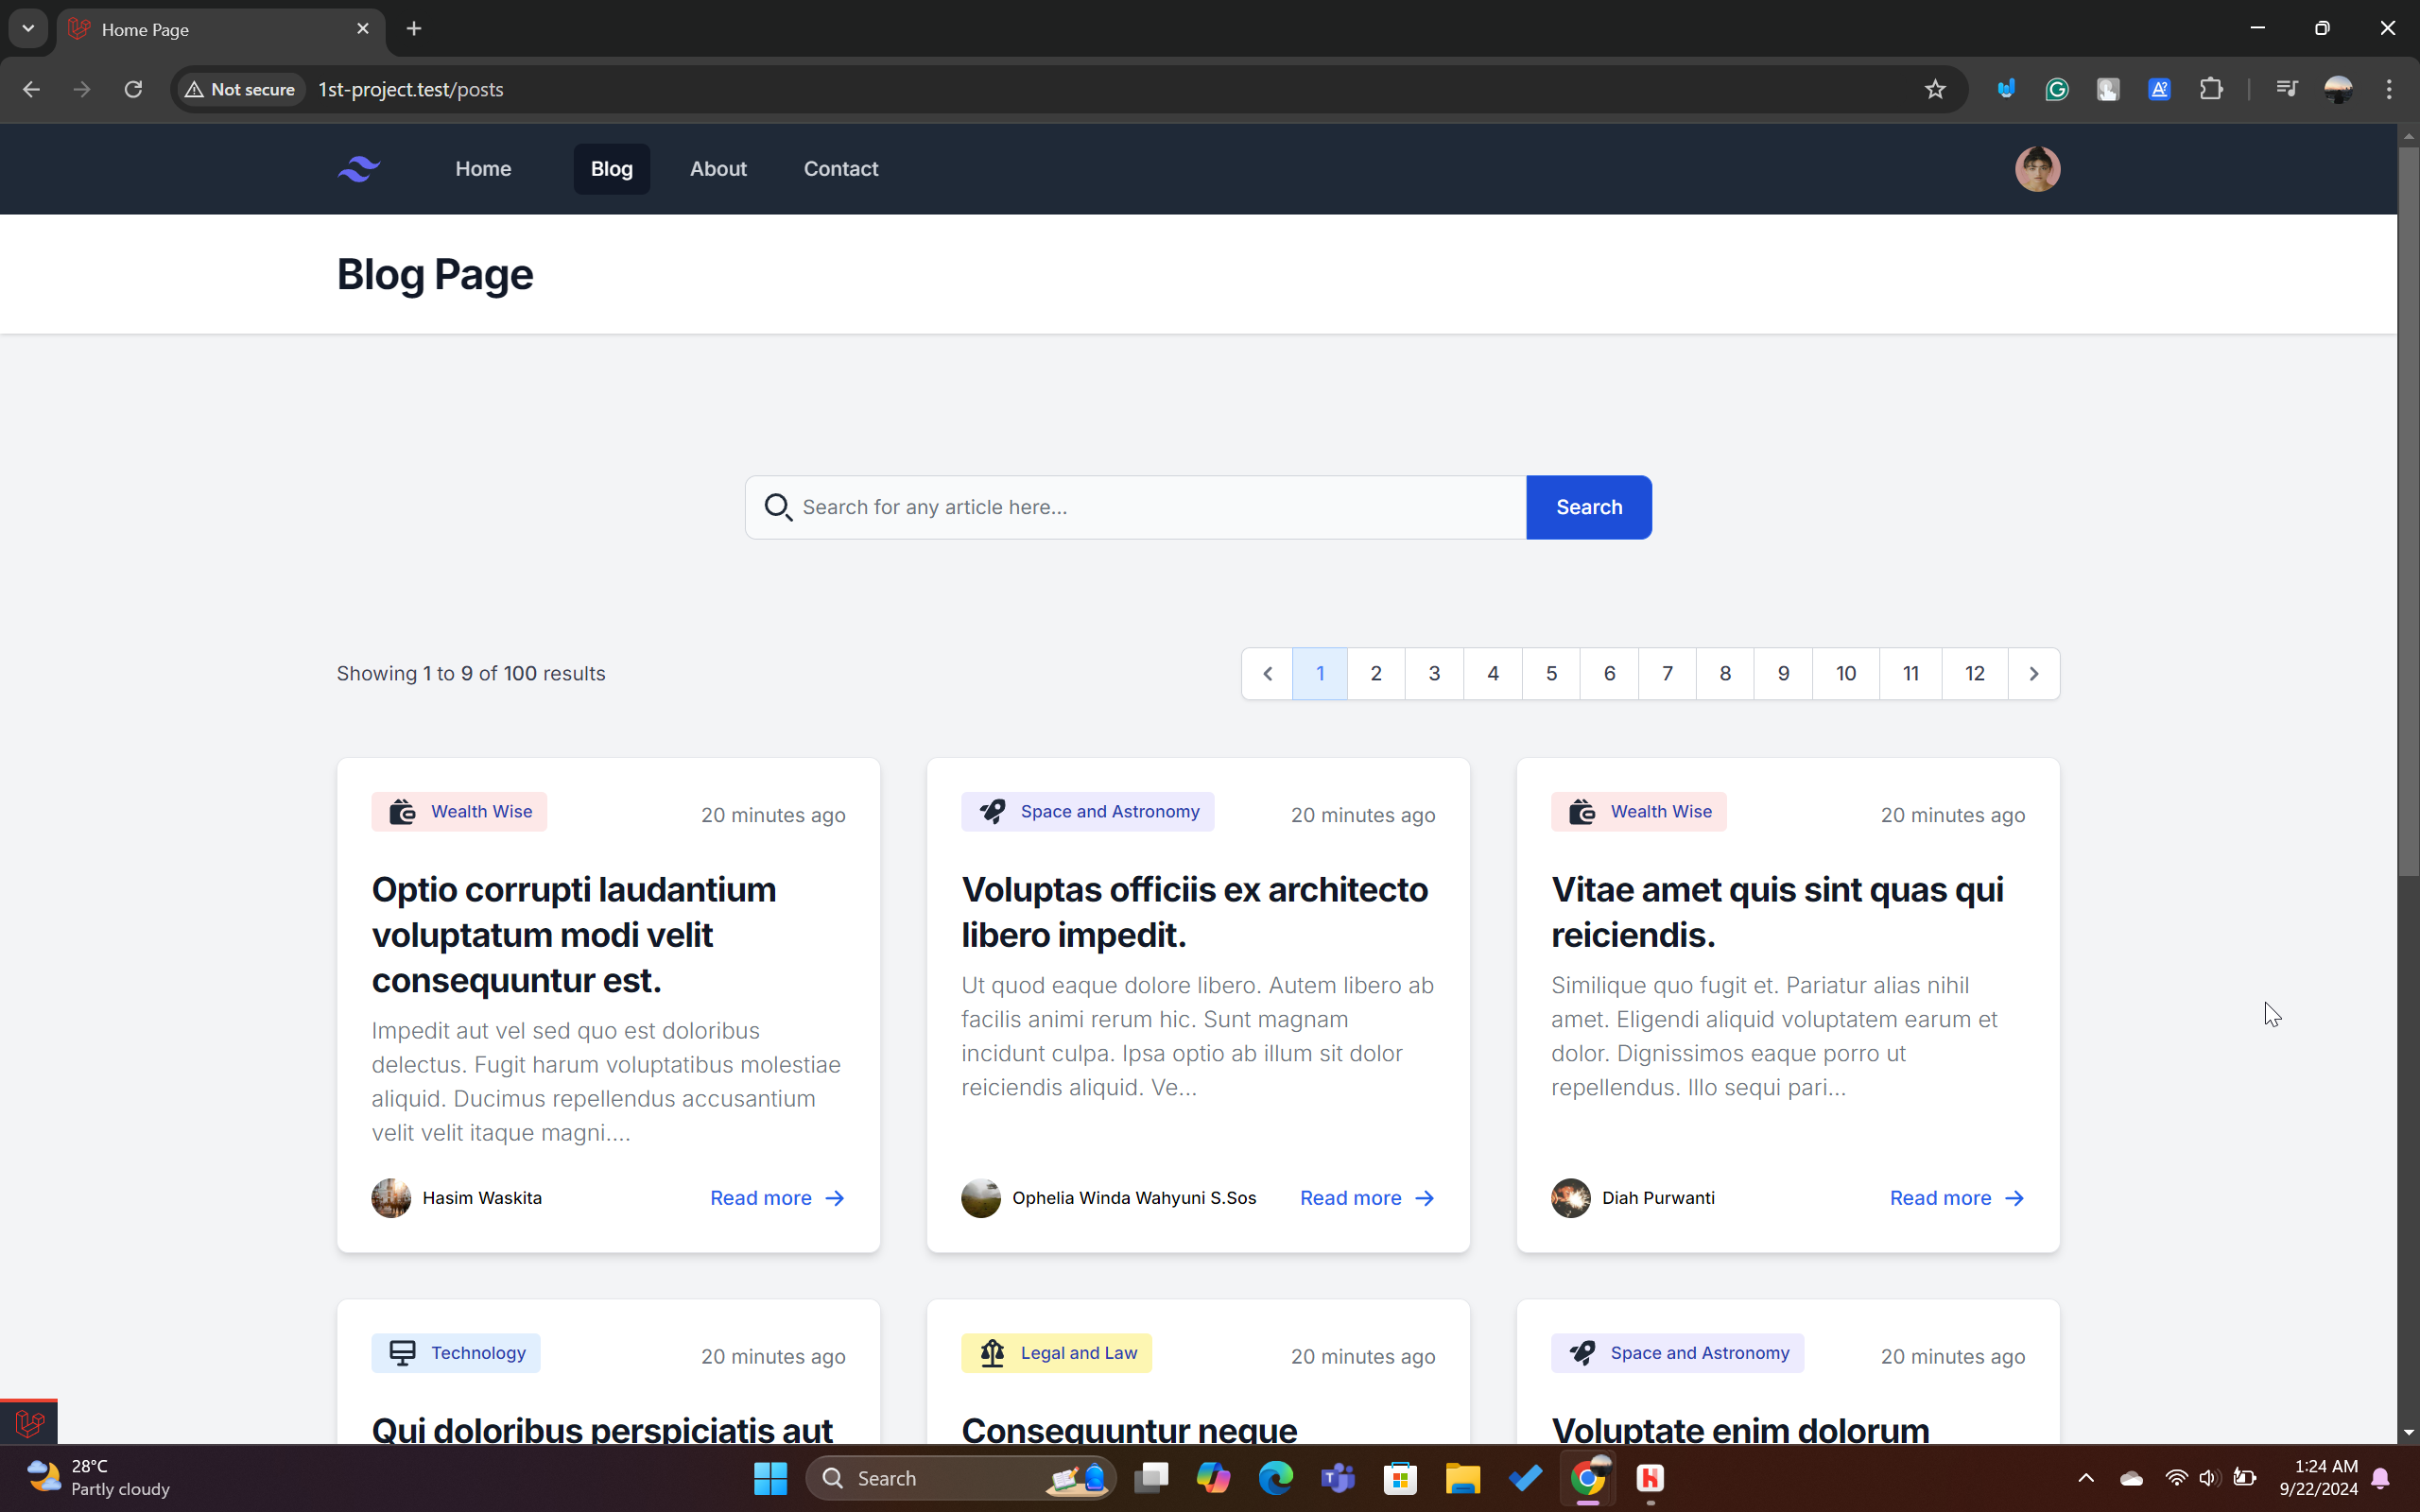 Home Page
Not secure
1st-project.test/posts
Home
Blog
About
Contact
Blog Page
Search for any article here...
Search
Showing 1 to 9 of 100 results
1 2 3 4 5 6 7 8 9 10 11 12
Wealth Wise
20 minutes ago
Optio corrupti laudantium
voluptatum modi velit
consequuntur est.
Impedit aut vel sed quo est doloribus
delectus. Fugit harum voluptatibus molestiae
aliquid. Ducimus repellendus accusantium
velit velit itaque magni....
Hasim Waskita
Read more
Space and Astronomy
20 minutes ago
Voluptas officiis ex architecto
libero impedit.
Ut quod eaque dolore libero. Autem libero ab
facilis animi rerum hic. Sunt magnam
incidunt culpa. Ipsa optio ab illum sit dolor
reiciendis aliquid. Ve...
Ophelia Winda Wahyuni S.Sos
Read more
Wealth Wise
20 minutes ago
Vitae amet quis sint quas qui
reiciendis.
Similique quo fugit et. Pariatur alias nihil
amet. Eligendi aliquid voluptatem earum et
dolor. Dignissimos eaque porro ut
repellendus. Illo sequi pari...
Diah Purwanti
Read more
Technology
20 minutes ago
Qui doloribus perspiciatis aut
Legal and Law
20 minutes ago
Consequuntur neque
Space and Astronomy
20 minutes ago
Voluptate enim dolorum
28°C
Partly cloudy
Search
1:24 AM
9/22/2024